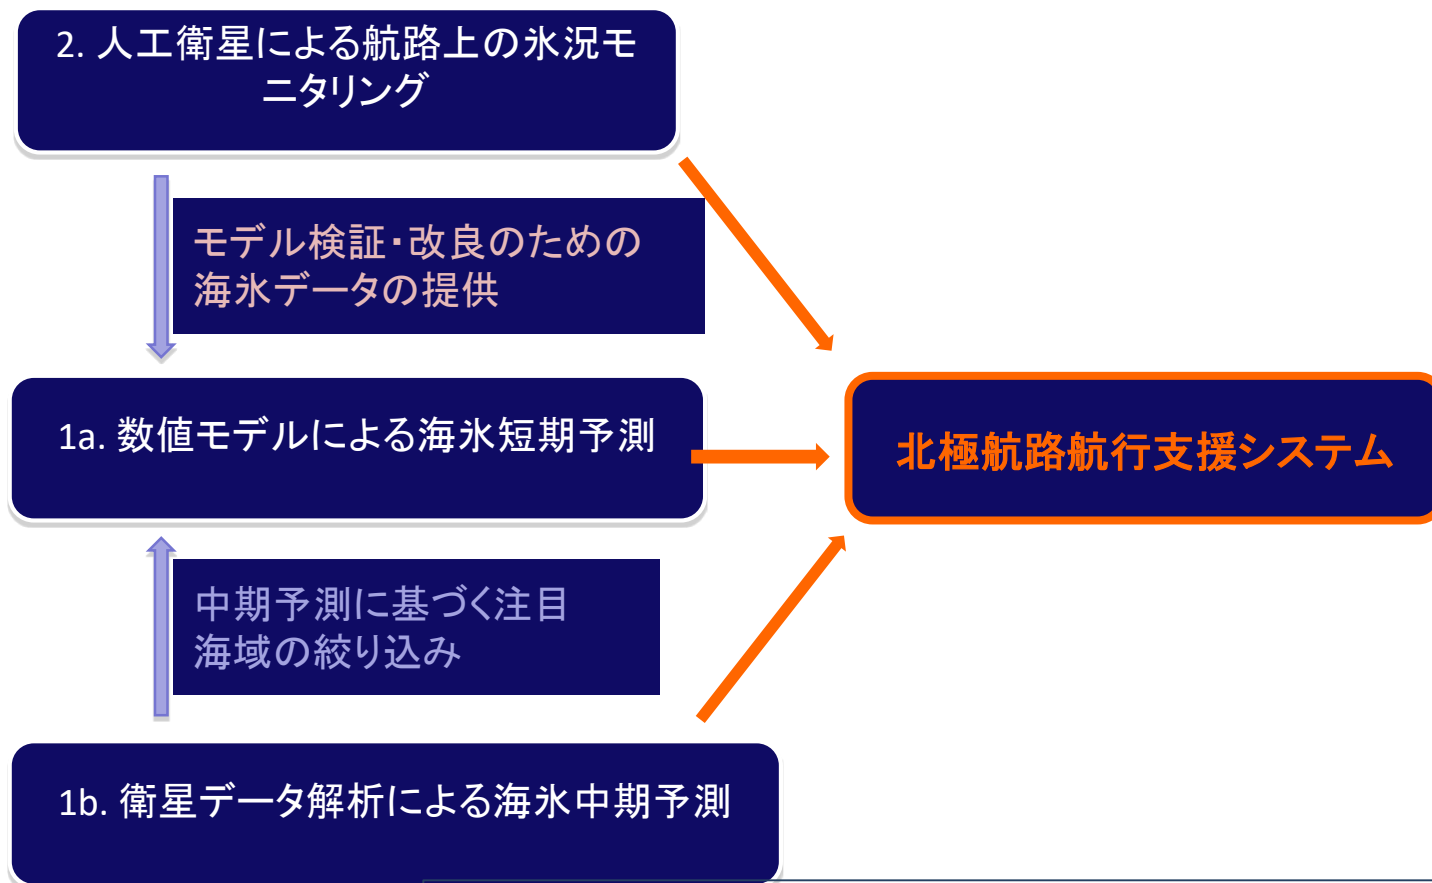 2. 人工衛星による航路上の氷況モ
ニタリング
モデル検証・改良のための
海氷データの提供
1a. 数値モデルによる海氷短期予測
北極航路航行支援システム
中期予測に基づく注目
海域の絞り込み
1b. 衛星データ解析による海氷中期予測